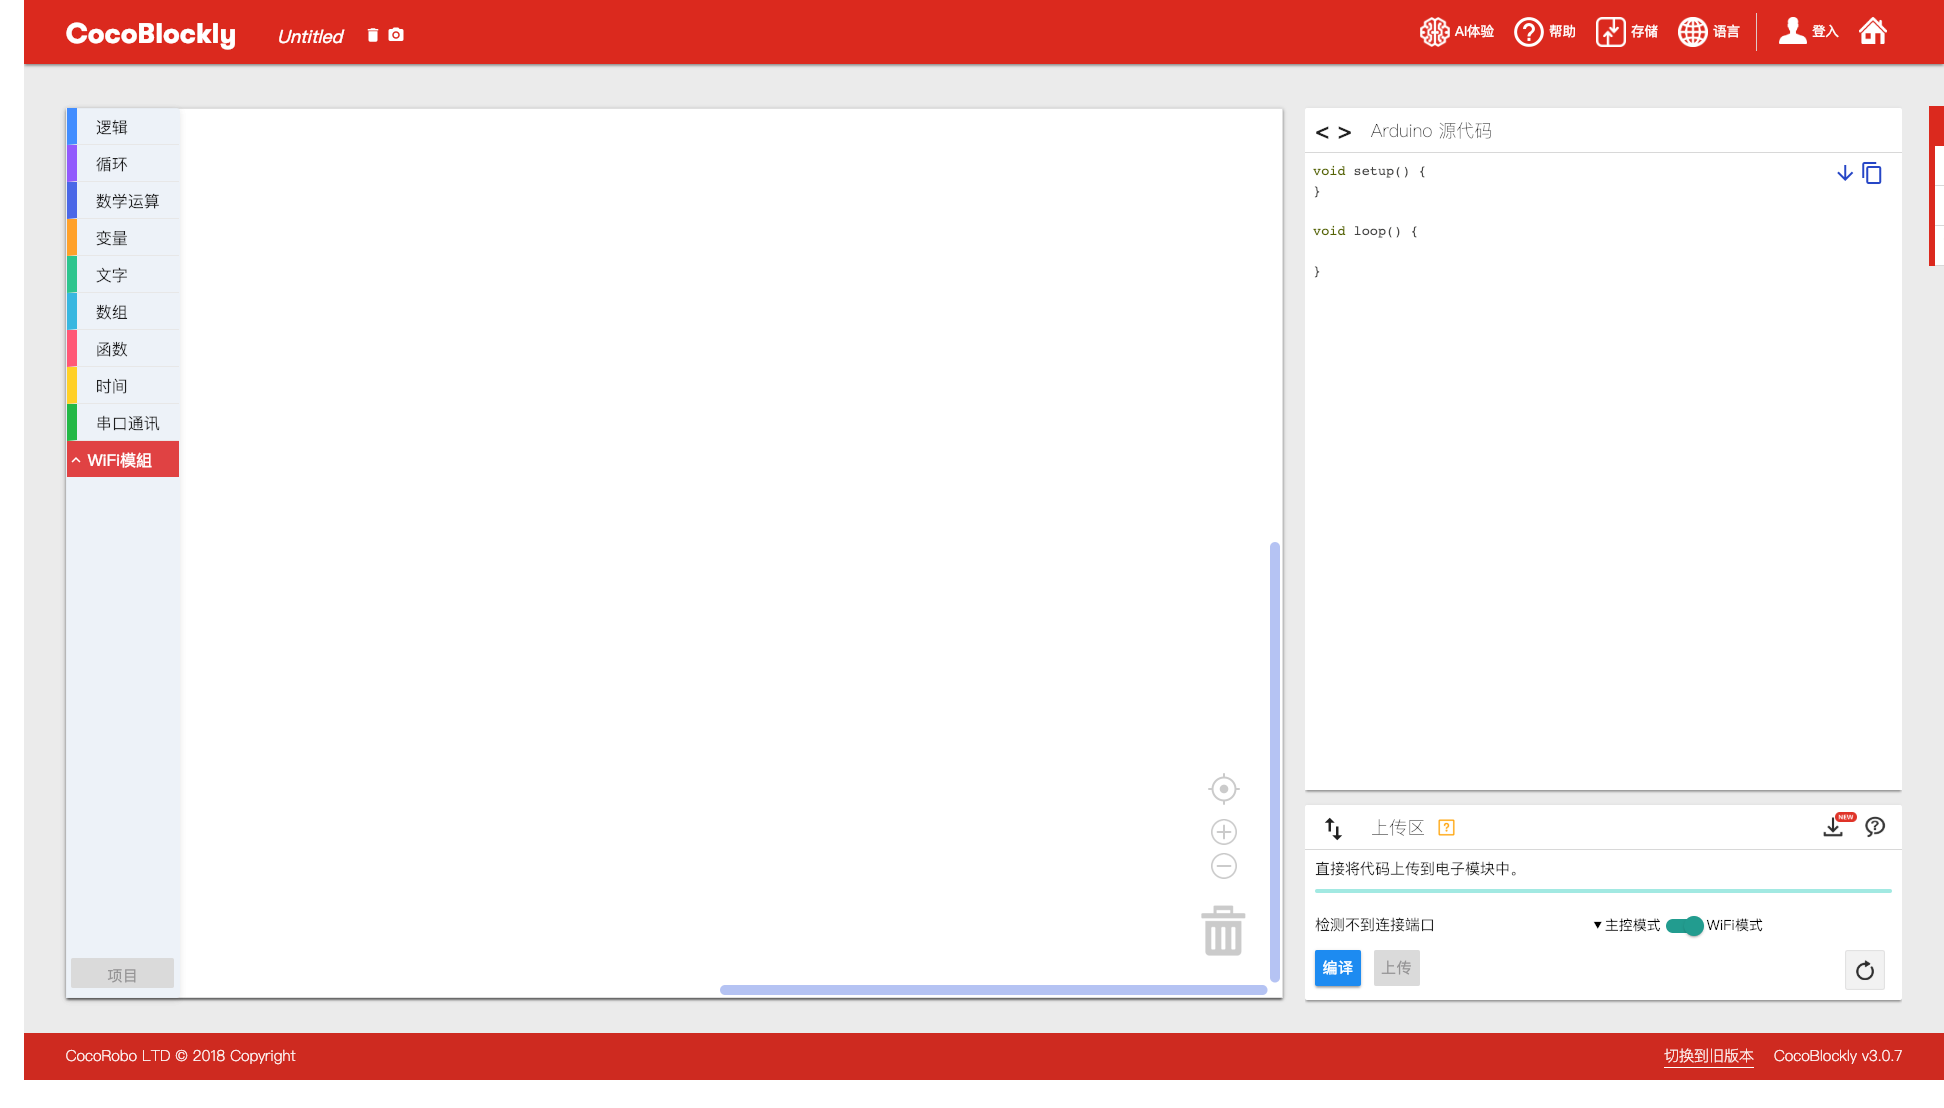 CocoBlockly Untitled AI体验 帮助 存储 语言 登入
逻辑
循环
数学运算
变量
文字
数组
函数
时间
串口通讯
WiFi模組
项目
< > Arduino 源代码
void setup() {
}
void loop() {
}
上传区 ? NEW
直接将代码上传到电子模块中。
检测不到连接端口 ▼主控模式 WiFi模式
编译 上传
CocoRobo LTD © 2018 Copyright 切换到旧版本 CocoBlockly v3.0.7